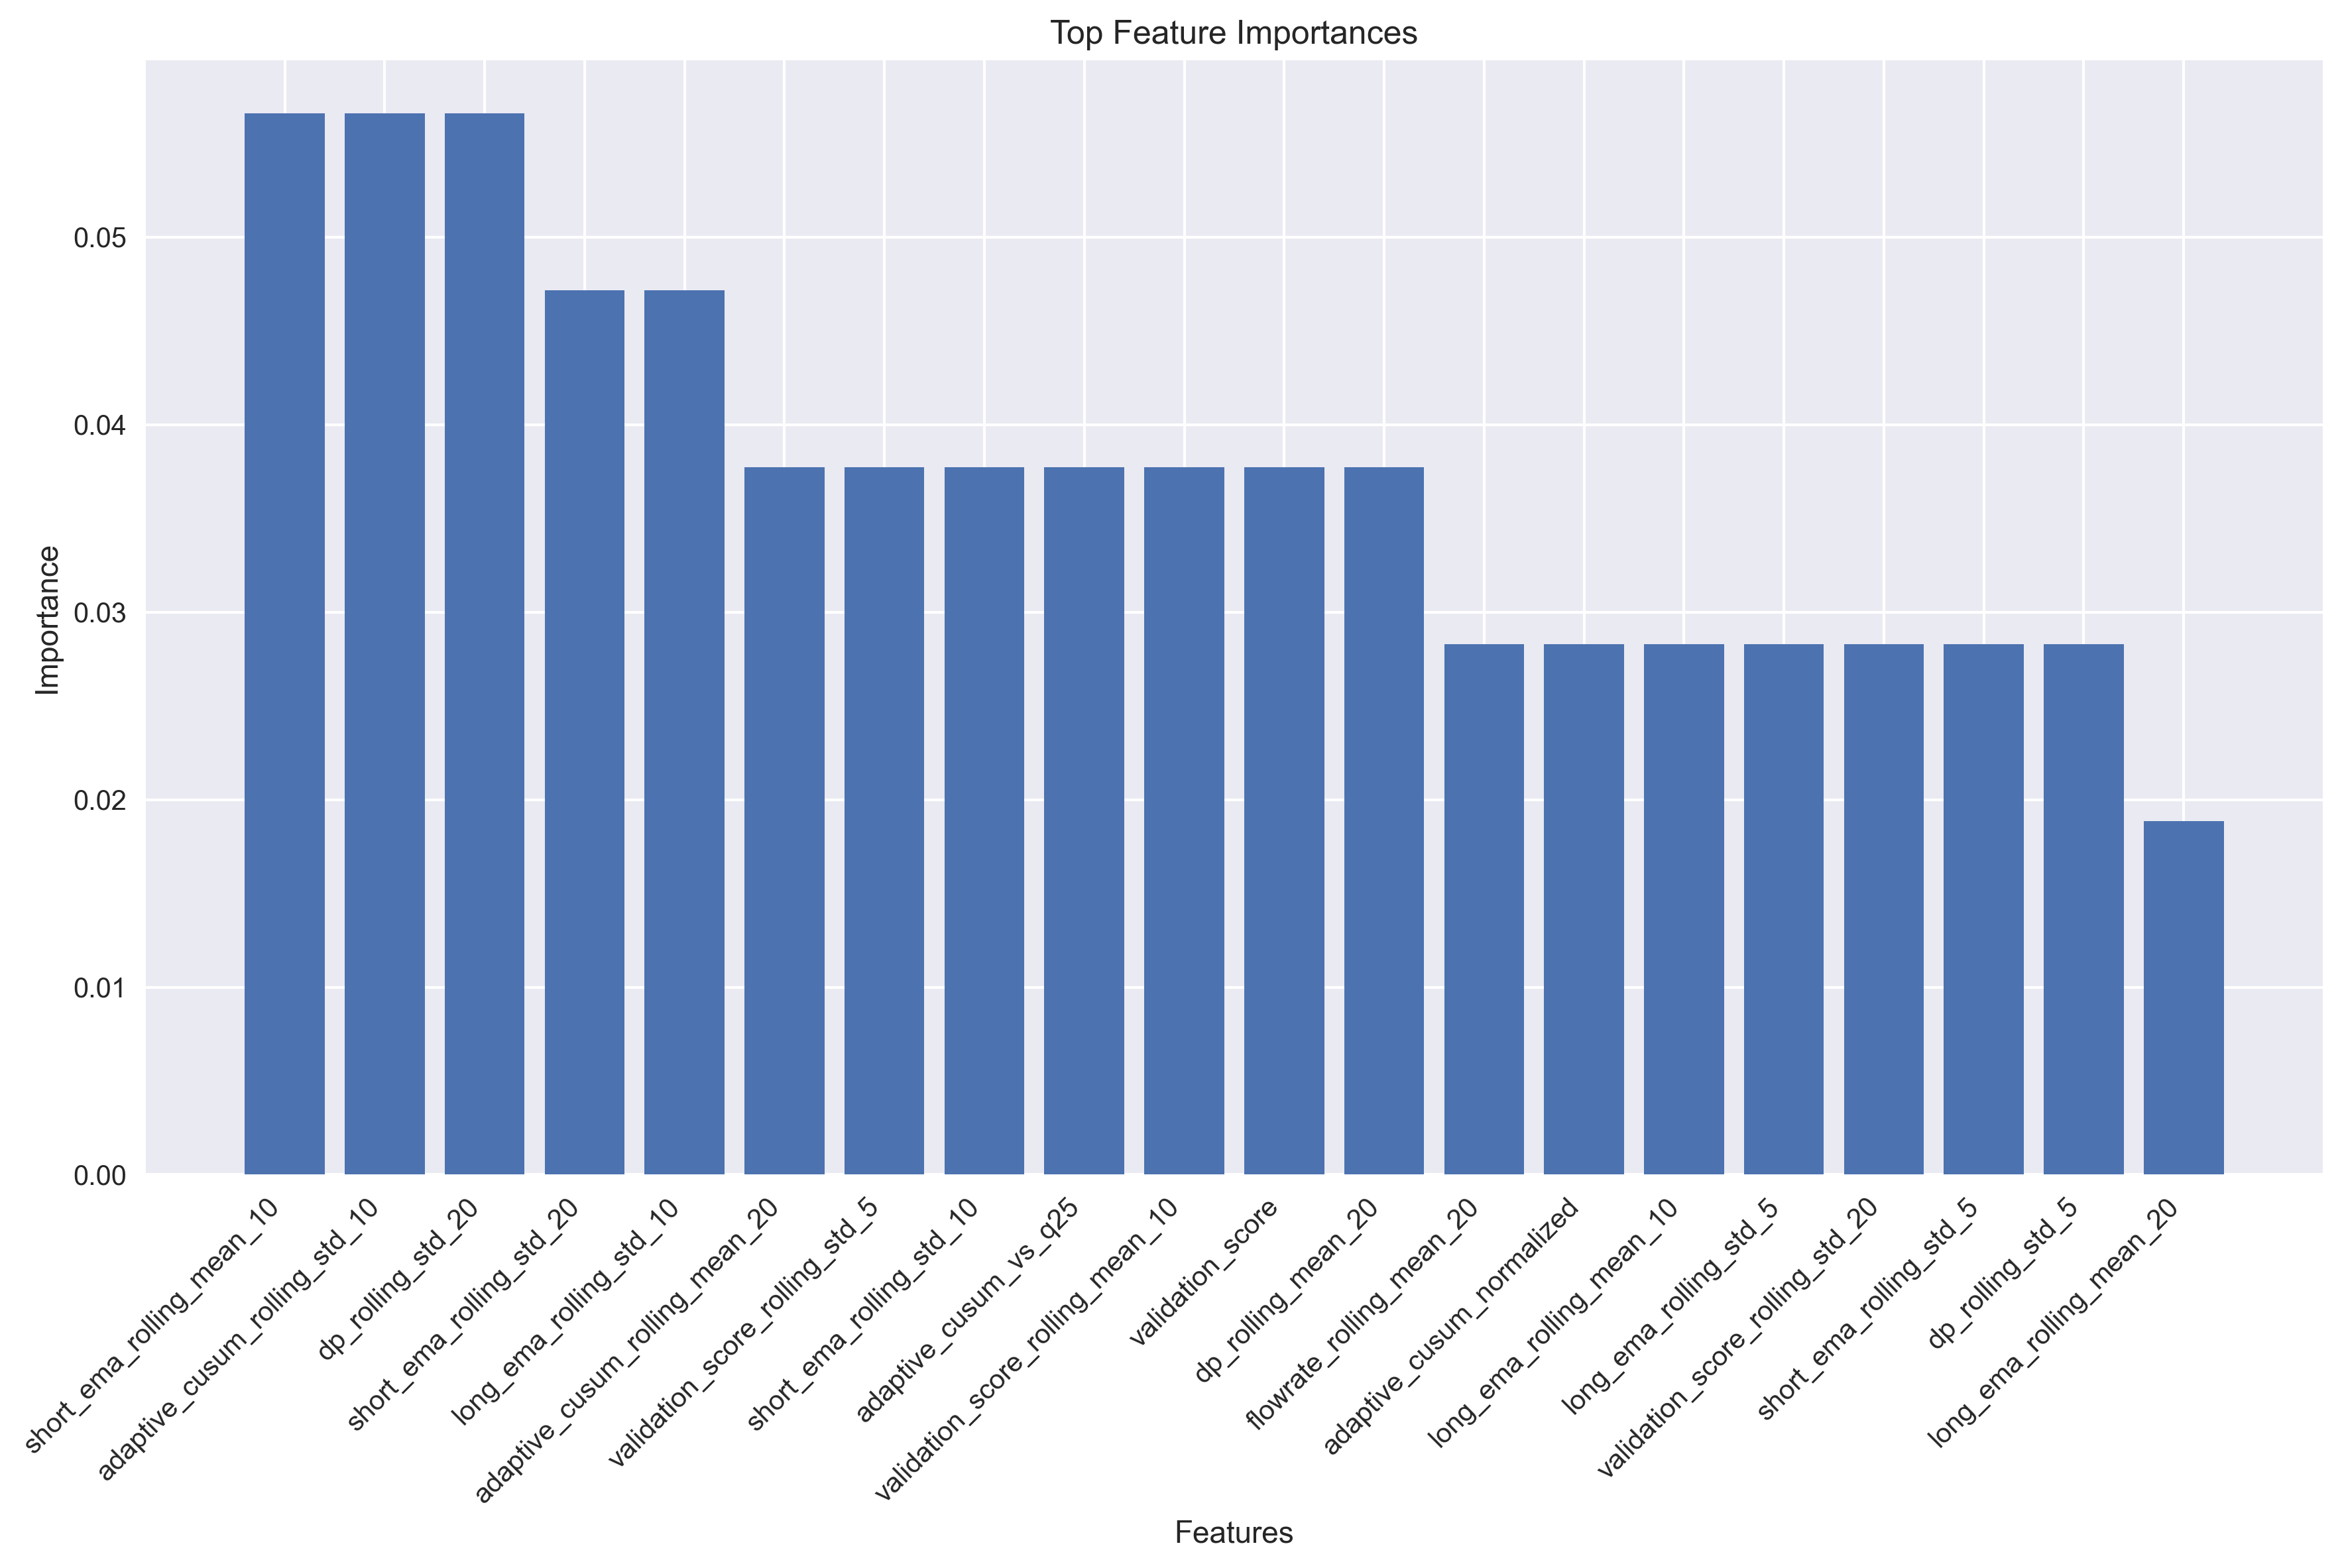 Top Feature Importances
Importance
0.05
0.04
0.03
0.02
0.01
0.00
short_ema_rolling_mean_10
adaptive_cusum_rolling_std_10
dp_rolling_std_20
short_ema_rolling_std_20
long_ema_rolling_std_10
adaptive_cusum_rolling_mean_20
validation_score_rolling_std_5
short_ema_rolling_std_10
adaptive_cusum_vs_q25
validation_score_rolling_mean_10
validation_score
dp_rolling_mean_20
flowrate_rolling_mean_20
adaptive_cusum_normalized
long_ema_rolling_mean_10
long_ema_rolling_std_5
validation_score_rolling_std_20
short_ema_rolling_std_5
dp_rolling_std_5
long_ema_rolling_mean_20
Features